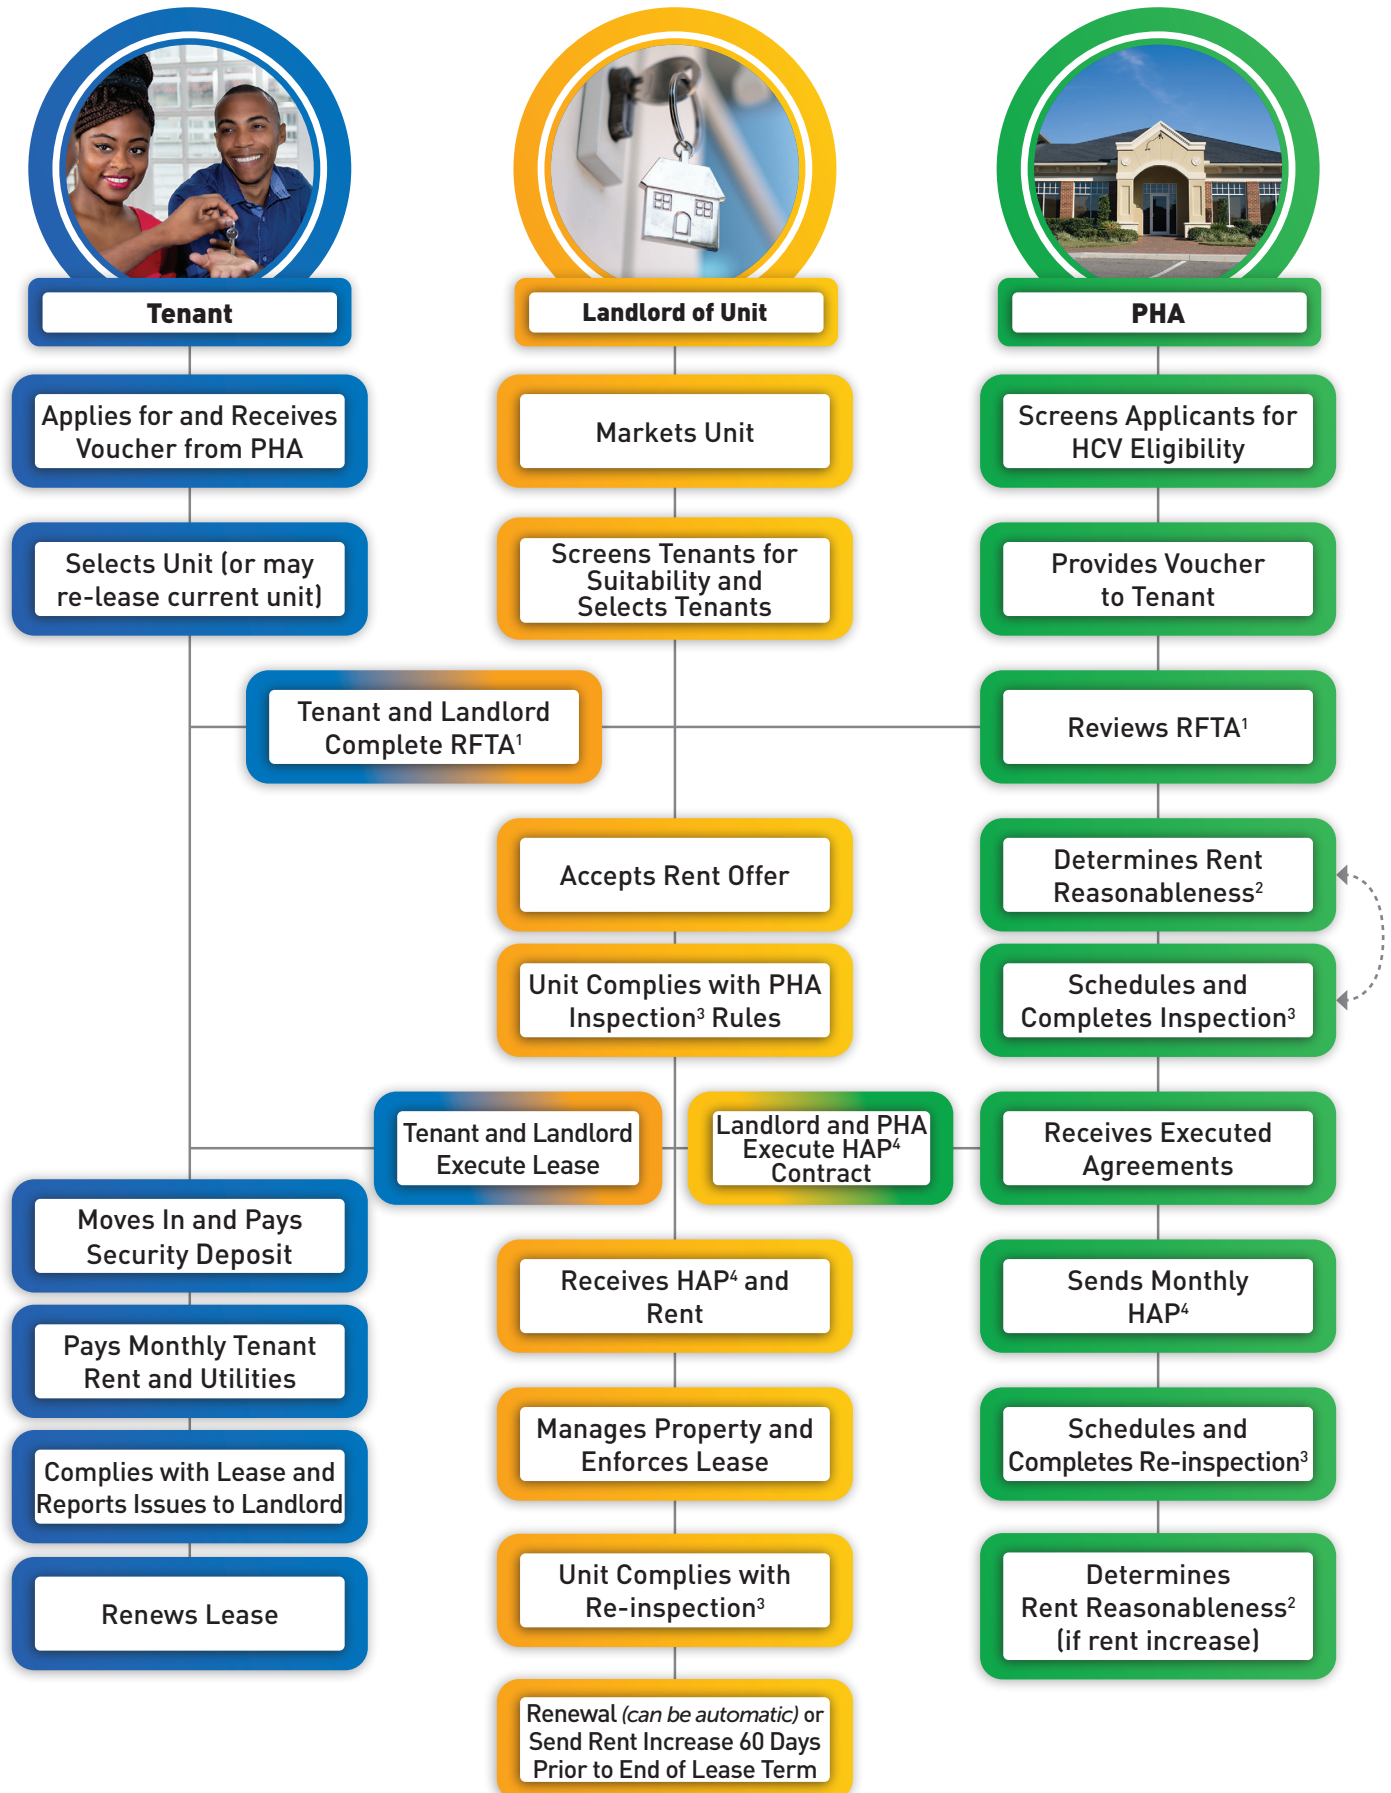 Tenant
Landlord of Unit
PHA
Applies for and Receives
Voucher from PHA
Markets Unit
Screens Applicants for
HCV Eligibility
Selects Unit (or may
re-lease current unit)
Screens Tenants for
Suitability and
Selects Tenants
Provides Voucher
to Tenant
Tenant and Landlord
Complete RFTA¹
Reviews RFTA¹
Accepts Rent Offer
Determines Rent
Reasonableness²
Unit Complies with PHA
Inspection³ Rules
Schedules and
Completes Inspection³
Tenant and Landlord
Execute Lease
Landlord and PHA
Execute HAP⁴
Contract
Receives Executed
Agreements
Moves In and Pays
Security Deposit
Receives HAP⁴ and
Rent
Sends Monthly
HAP⁴
Pays Monthly Tenant
Rent and Utilities
Manages Property and
Enforces Lease
Schedules and
Completes Re-inspection³
Complies with Lease and
Reports Issues to Landlord
Unit Complies with
Re-inspection³
Determines
Rent Reasonableness²
(if rent increase)
Renews Lease
Renewal (can be automatic) or
Send Rent Increase 60 Days
Prior to End of Lease Term